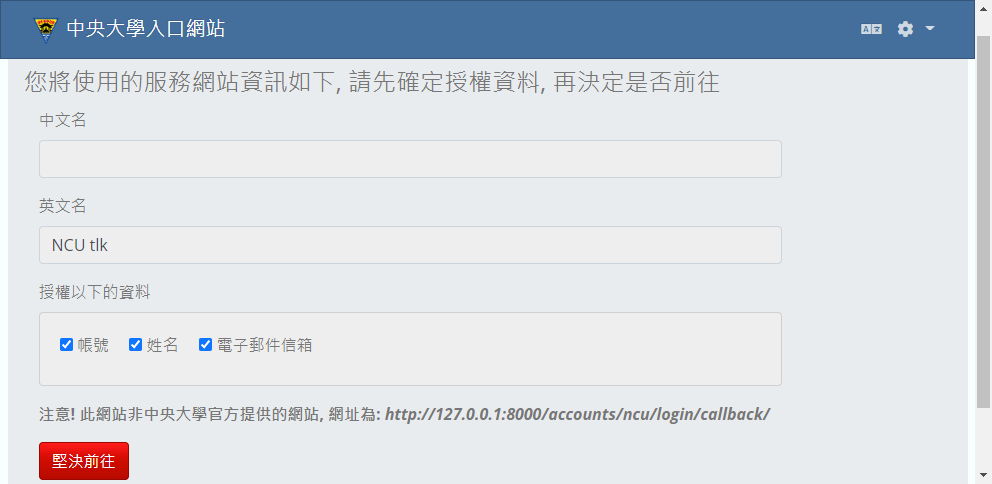 中央大學入口網站
您將使用的服務網站資訊如下, 請先確定授權資料, 再決定是否前往
中文名
英文名
NCU tlk
授權以下的資料
帳號 姓名 電子郵件信箱
注意! 此網站非中央大學官方提供的網站, 網址為: http://127.0.0.1:8000/accounts/ncu/login/callback/
堅決前往